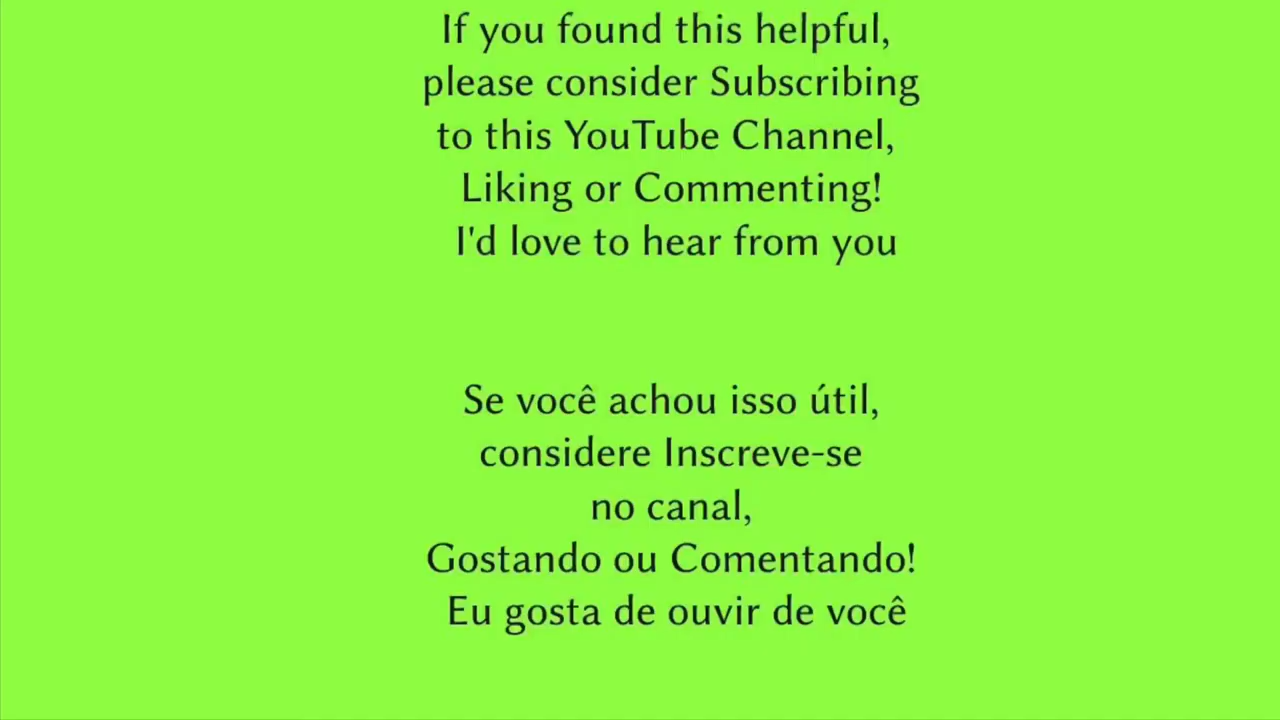 If you found this helpful,
please consider Subscribing
to this YouTube Channel,
Liking or Commenting!
I'd love to hear from you
Se você achou isso útil,
considere Inscreve-se
no canal,
Gostando ou Comentando!
Eu gosta de ouvir de você